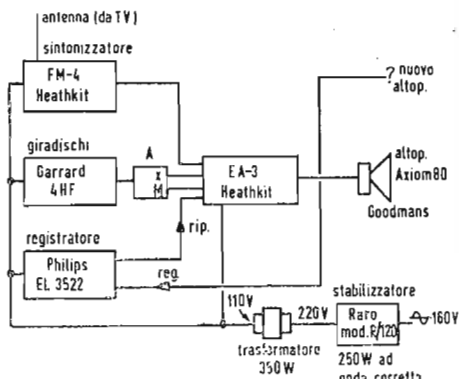 antenna (da TV)
sintonizzatore
FM-4
Heathkit
? nuovo
altop.
giradischi
A
Garrard
4HF
X
M
EA-3
Heathkit
altop.
Axiom 80
Goodmans
registratore
rip.
Philips
EL 3522
reg.
110V
220V
stabilizzatore
Raro
mod. R/120
160V
trasformatore
350W
250W ad
onda corretta